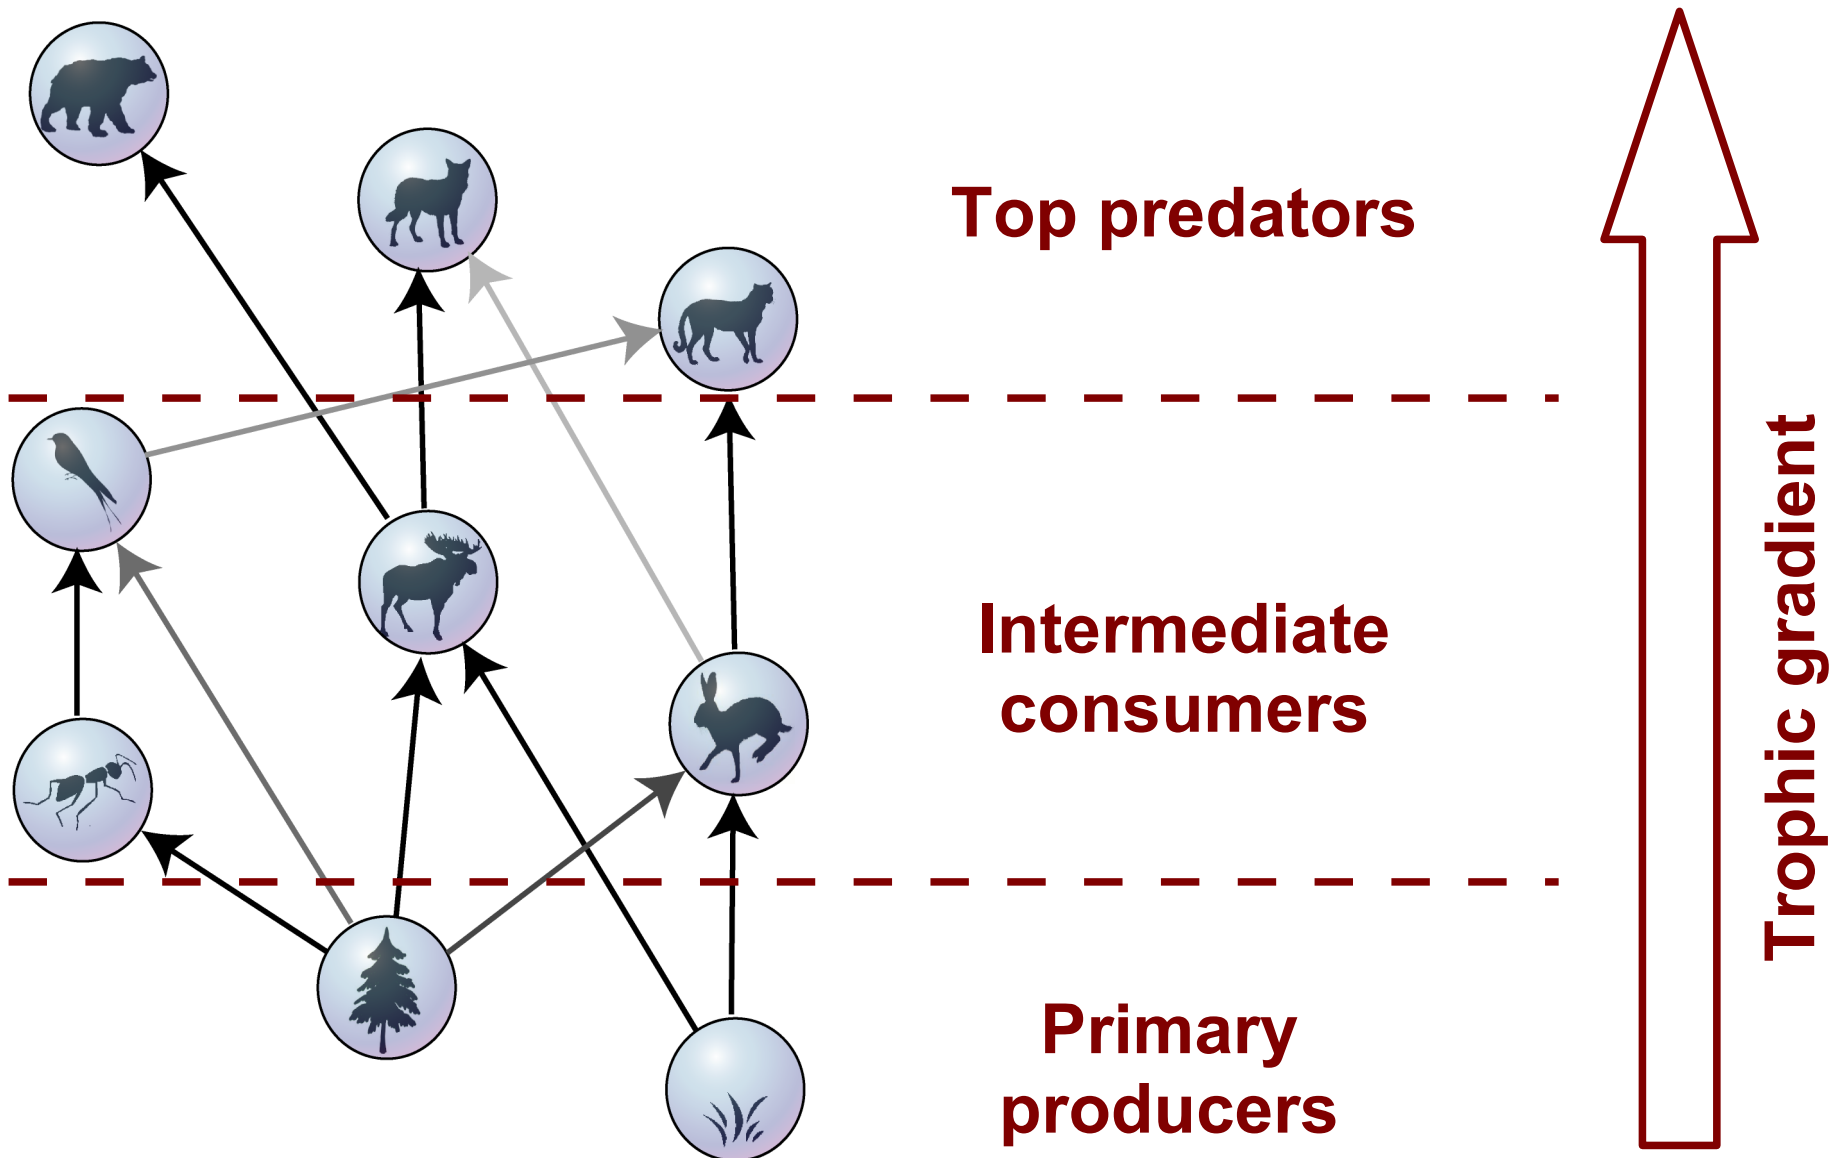 Top predators
Intermediate
consumers
Primary
producers
Trophic gradient